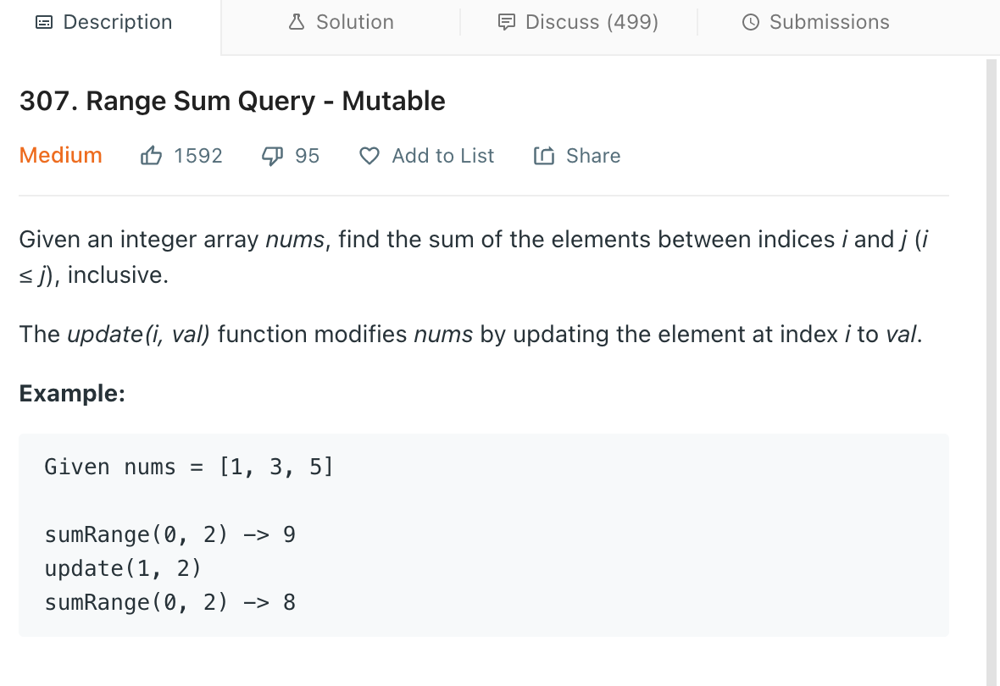 Description
Solution
Discuss (499)
Submissions
307. Range Sum Query - Mutable
Medium
1592
95
Add to List
Share
Given an integer array nums, find the sum of the elements between indices i and j (i
≤ j), inclusive.
The update(i, val) function modifies nums by updating the element at index i to val.
Example:
Given nums = [1, 3, 5]
sumRange(0, 2) -> 9
update(1, 2)
sumRange(0, 2) -> 8